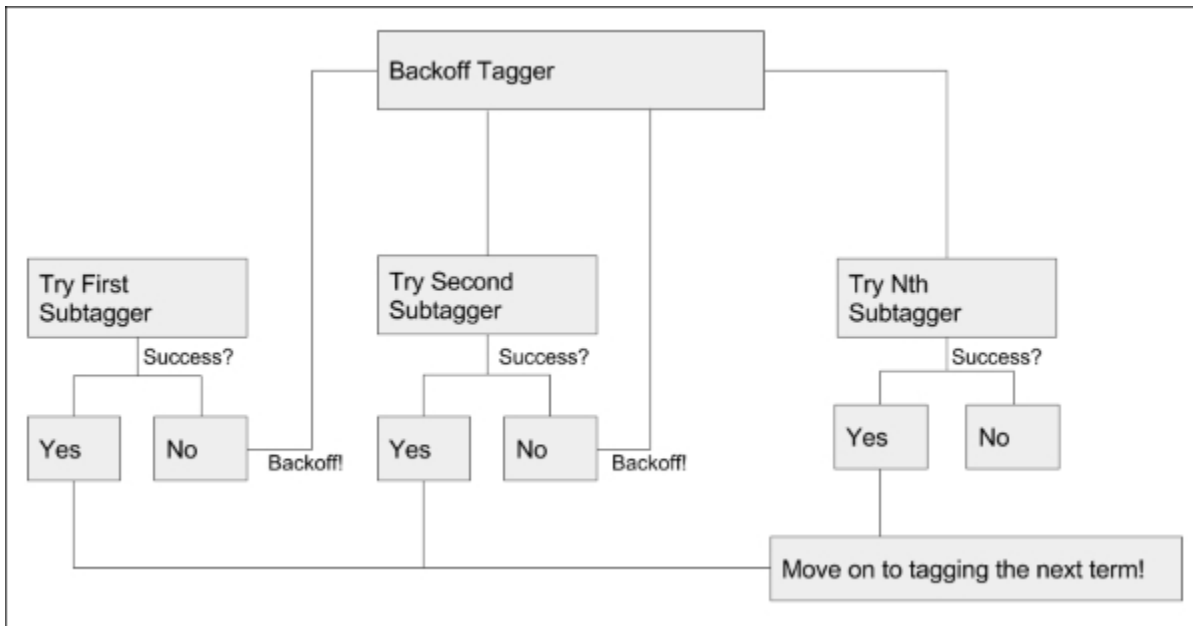 Backoff Tagger
Try First
Subtagger
Success?
Yes
No
Backoff!
Try Second
Subtagger
Success?
Yes
No
Backoff!
Try Nth
Subtagger
Success?
Yes
No
Move on to tagging the next term!